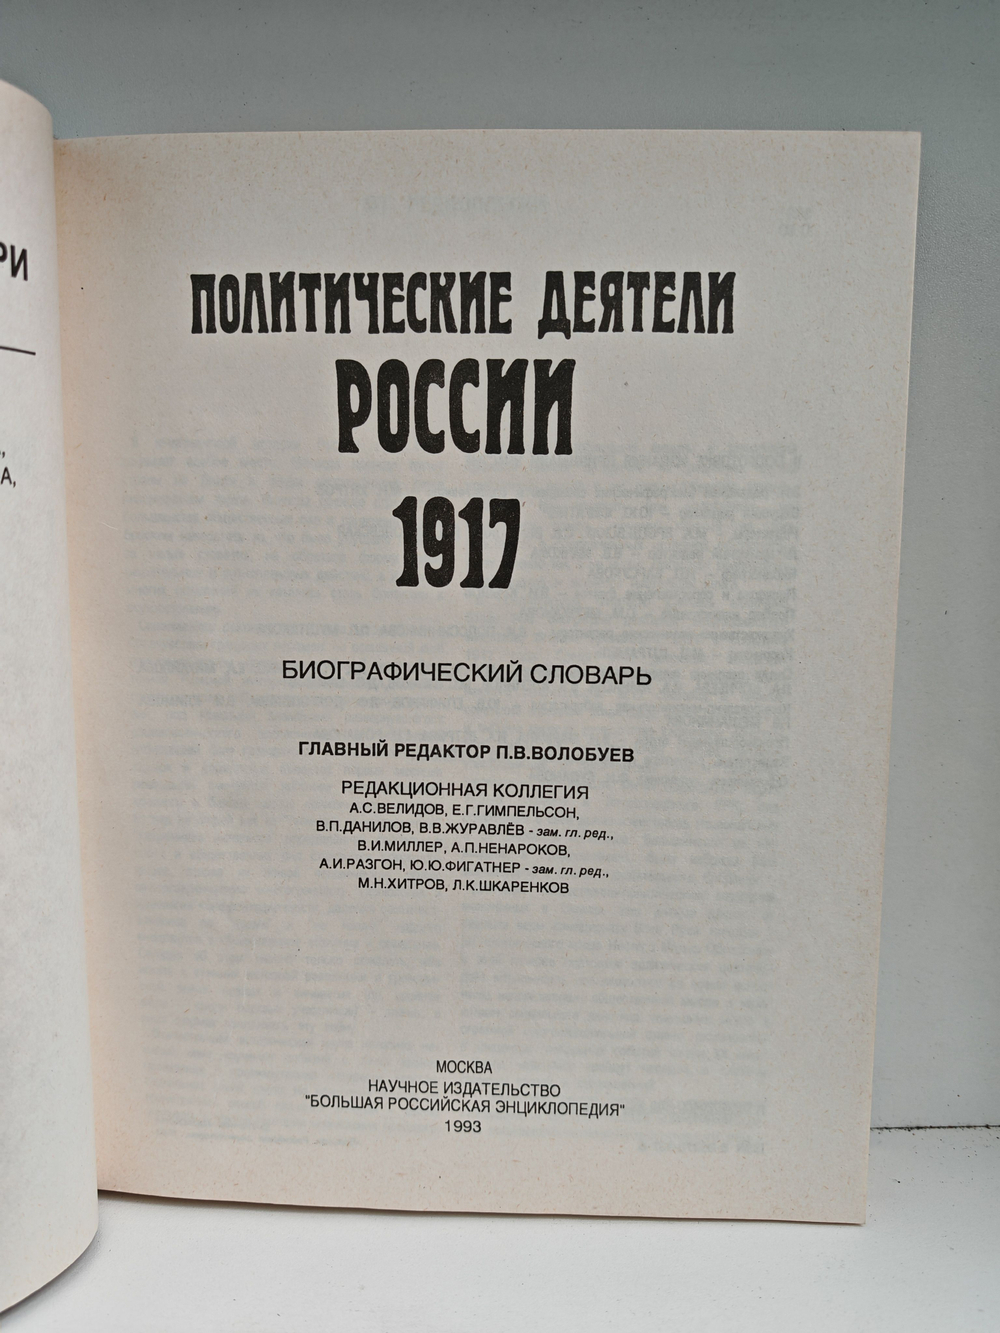 РИ
А,
ПОЛИТИЧЕСКИЕ ДЕЯТЕЛИ
РОССИИ
1917
БИОГРАФИЧЕСКИЙ СЛОВАРЬ
ГЛАВНЫЙ РЕДАКТОР П.В.ВОЛОБУЕВ
РЕДАКЦИОННАЯ КОЛЛЕГИЯ
А.С.ВЕЛИДОВ, Е.Г.ГИМПЕЛЬСОН,
В.П.ДАНИЛОВ, В.В.ЖУРАВЛЁВ - зам. гл. ред.,
В.И.МИЛЛЕР, А.П.НЕНАРОКОВ,
А.И.РАЗГОН, Ю.Ю.ФИГАТНЕР - зам. гл. ред.,
М.Н.ХИТРОВ, Л.К.ШКАРЕНКОВ
МОСКВА
НАУЧНОЕ ИЗДАТЕЛЬСТВО
"БОЛЬШАЯ РОССИЙСКАЯ ЭНЦИКЛОПЕДИЯ"
1993